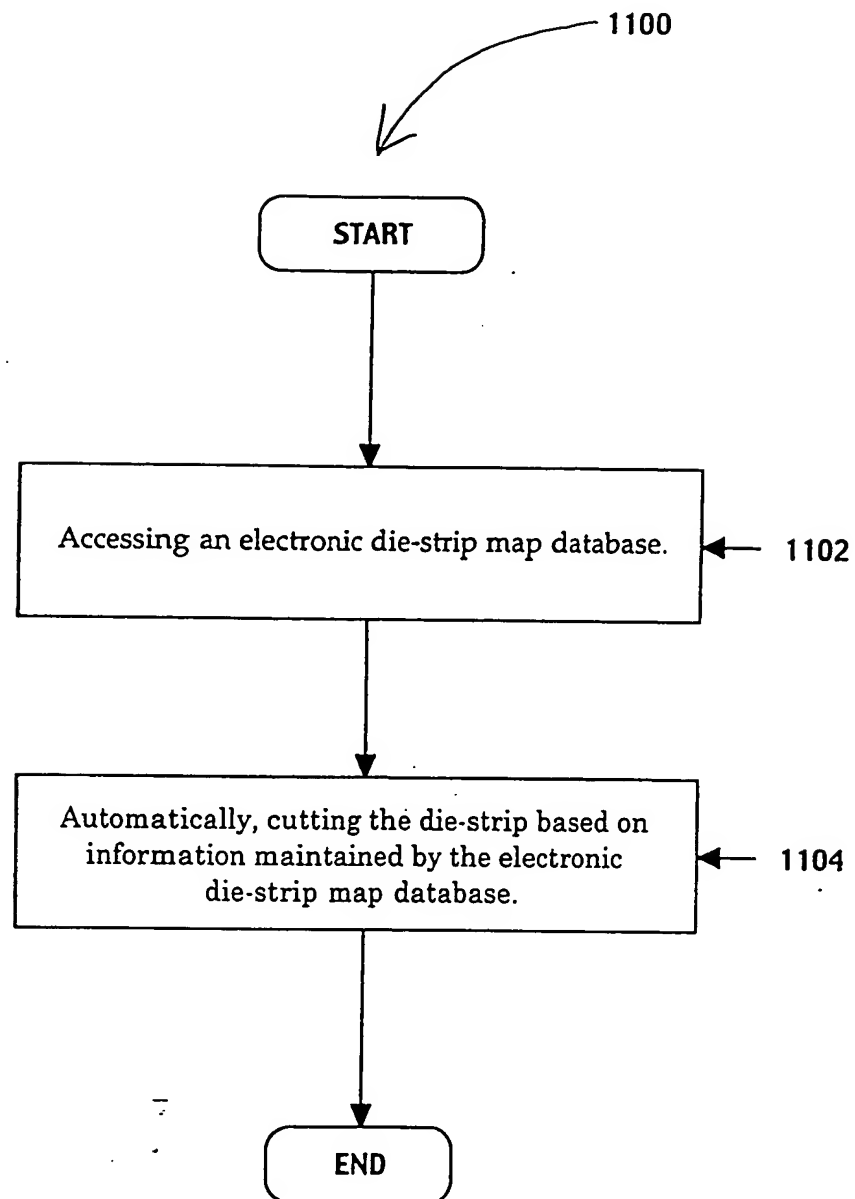 1100
START
Accessing an electronic die-strip map database.
1102
Automatically, cutting the die-strip based on
information maintained by the electronic
die-strip map database.
1104
END